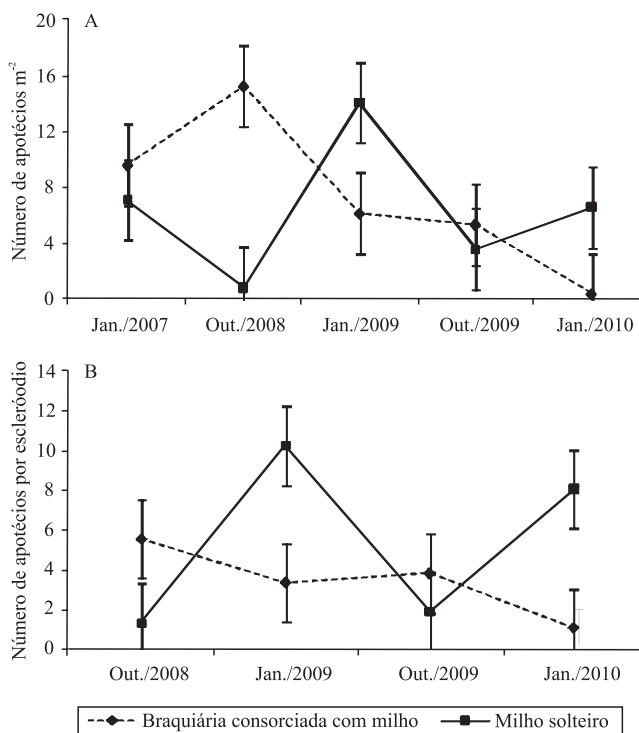 A
Número de apotécios m-2
20
16
12
8
4
0
Jan./2007 Out./2008 Jan./2009 Out./2009 Jan./2010
B
Número de apotécios por escleróodio
14
12
10
8
6
4
2
0
Out./2008 Jan./2009 Out./2009 Jan./2010
Braquiária consorciada com milho Milho solteiro